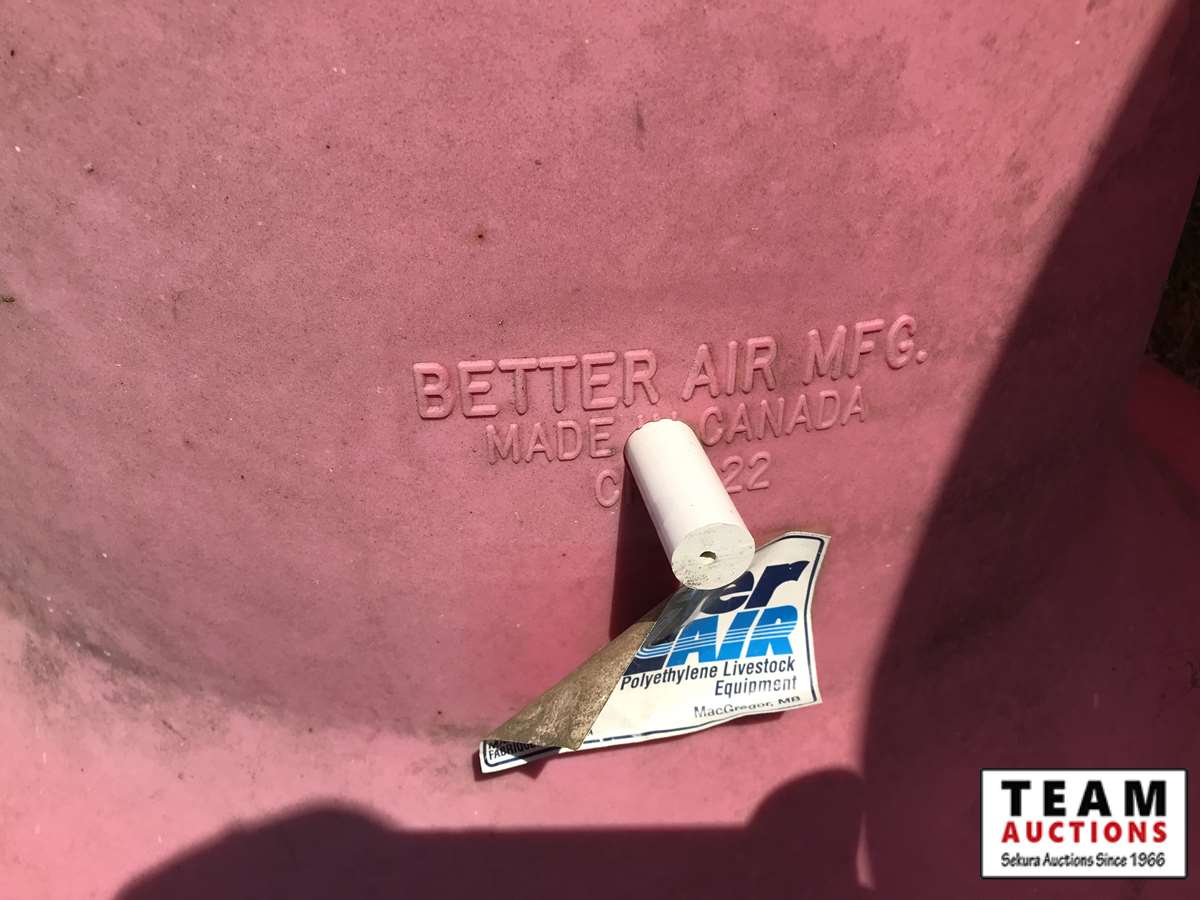 BETTER AIR MFG.
MADE CANADA
22
AIR
Polyethylene Livestock
Equipment
MacGregor, MB
TEAM
AUCTIONS
Sekura Auctions Since 1966